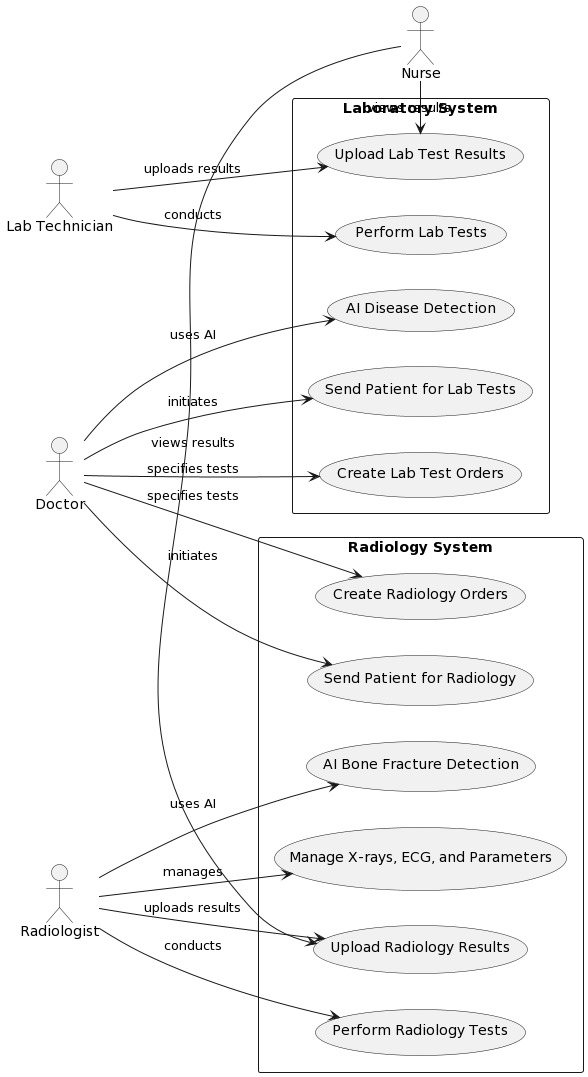 Nurse
views results
Laboratory System
Upload Lab Test Results
uploads results
Lab Technician
conducts
Perform Lab Tests
AI Disease Detection
uses AI
Send Patient for Lab Tests
initiates
views results
specifies tests
Create Lab Test Orders
Doctor
specifies tests
Radiology System
initiates
Create Radiology Orders
Send Patient for Radiology
AI Bone Fracture Detection
uses AI
Manage X-rays, ECG, and Parameters
manages
uploads results
Radiologist
conducts
Upload Radiology Results
Perform Radiology Tests